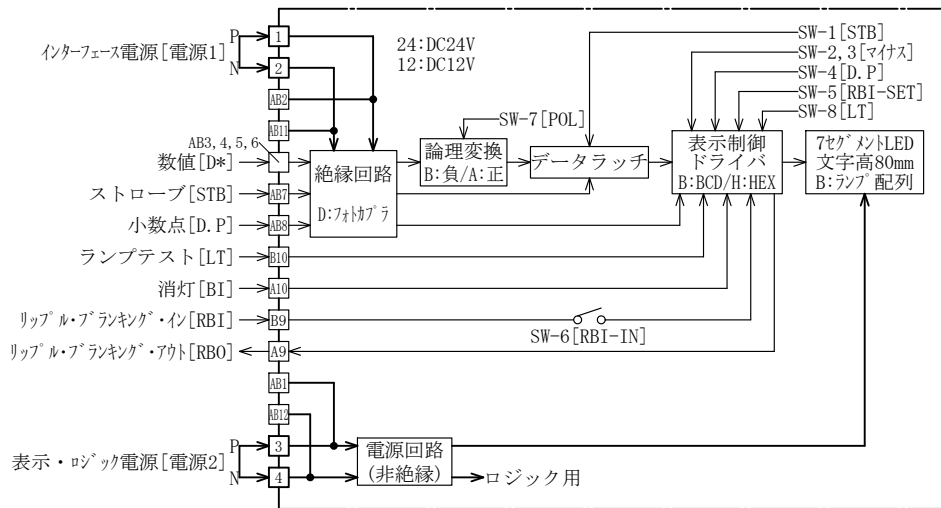 P
インターフェース電源[電源1]
N
1
2
24:DC24V
12:DC12V
SW-1[STB]
SW-2,3[マイナス]
SW-4[D.P]
SW-5[RBI-SET]
SW-8[LT]
AB2
AB11
SW-7[POL]
AB3,4,5,6
数値[D*]
絶縁回路
D:フォトカプラ
論理変換
B:負/A:正
データラッチ
表示制御
ドライバ
B:BCD/H:HEX
7セグメントLED
文字高80mm
B:ランプ配列
ストローブ[STB]
AB7
小数点[D.P]
AB8
ランプテスト[LT]
B10
消灯[BI]
A10
リップル・ブランキング・イン[RBI]
B9
SW-6[RBI-IN]
リップル・ブランキング・アウト[RBO]
A9
AB1
AB12
P
表示・ロジック電源[電源2]
N
3
4
電源回路
(非絶縁)
ロジック用